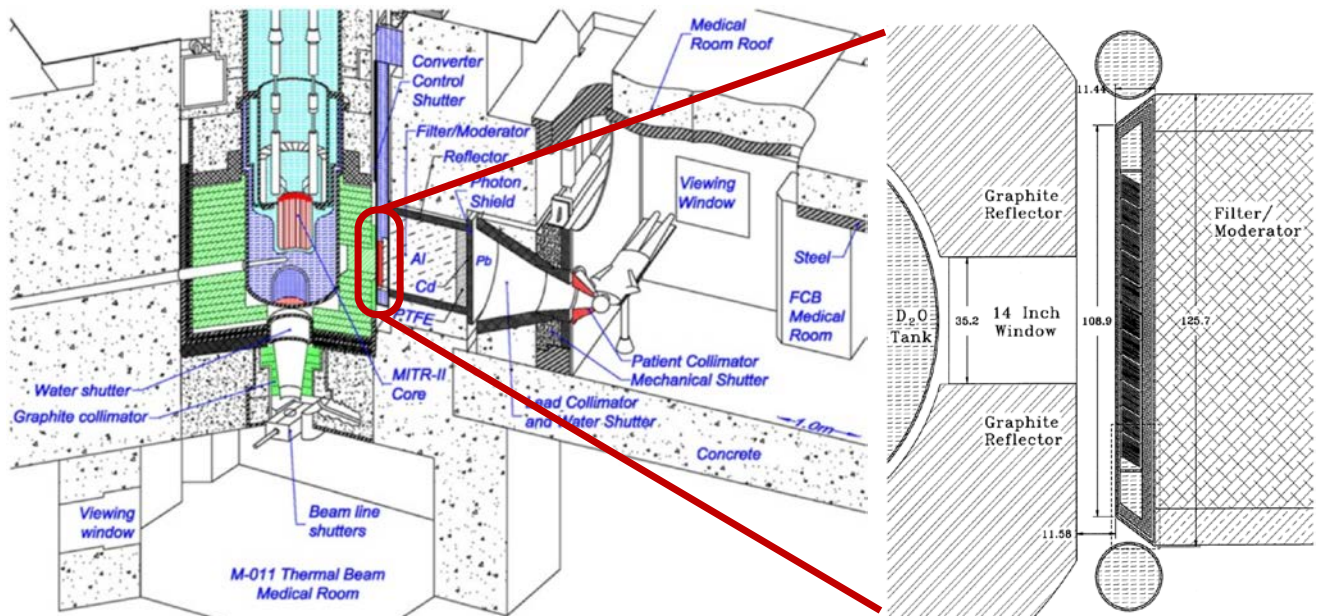 Medical
Room Roof
Converter
Control
Shutter
Filter/Moderator
Reflector
Photon
Shield
Viewing
Window
Steel
Al
Pb
Cd
PTFE
FCB
Medical
Room
Patient Collimator
Mechanical Shutter
Water shutter
MITR-II
Core
Graphite collimator
Lead Collimator
and Water Shutter
1.0m
Concrete
Beam line
shutters
Viewing
window
M-011 Thermal Beam
Medical Room
11.44
Graphite
Reflector
Filter/
Moderator
D₂O
Tank
35.2
14 Inch
Window
108.9
125.7
Graphite
Reflector
11.58